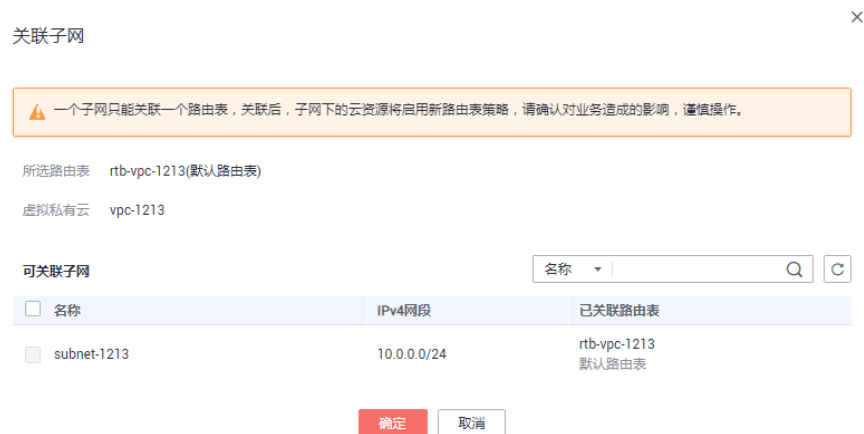 关联子网
一个子网只能关联一个路由表，关联后，子网下的云资源将启用新路由表策略，请确认对业务造成的影响，谨慎操作。
所选路由表 rtb-vpc-1213(默认路由表)
虚拟私有云 vpc-1213
可关联子网 名称
名称 IPv4网段 已关联路由表
subnet-1213 10.0.0.0/24 rtb-vpc-1213
默认路由表
确定 取消